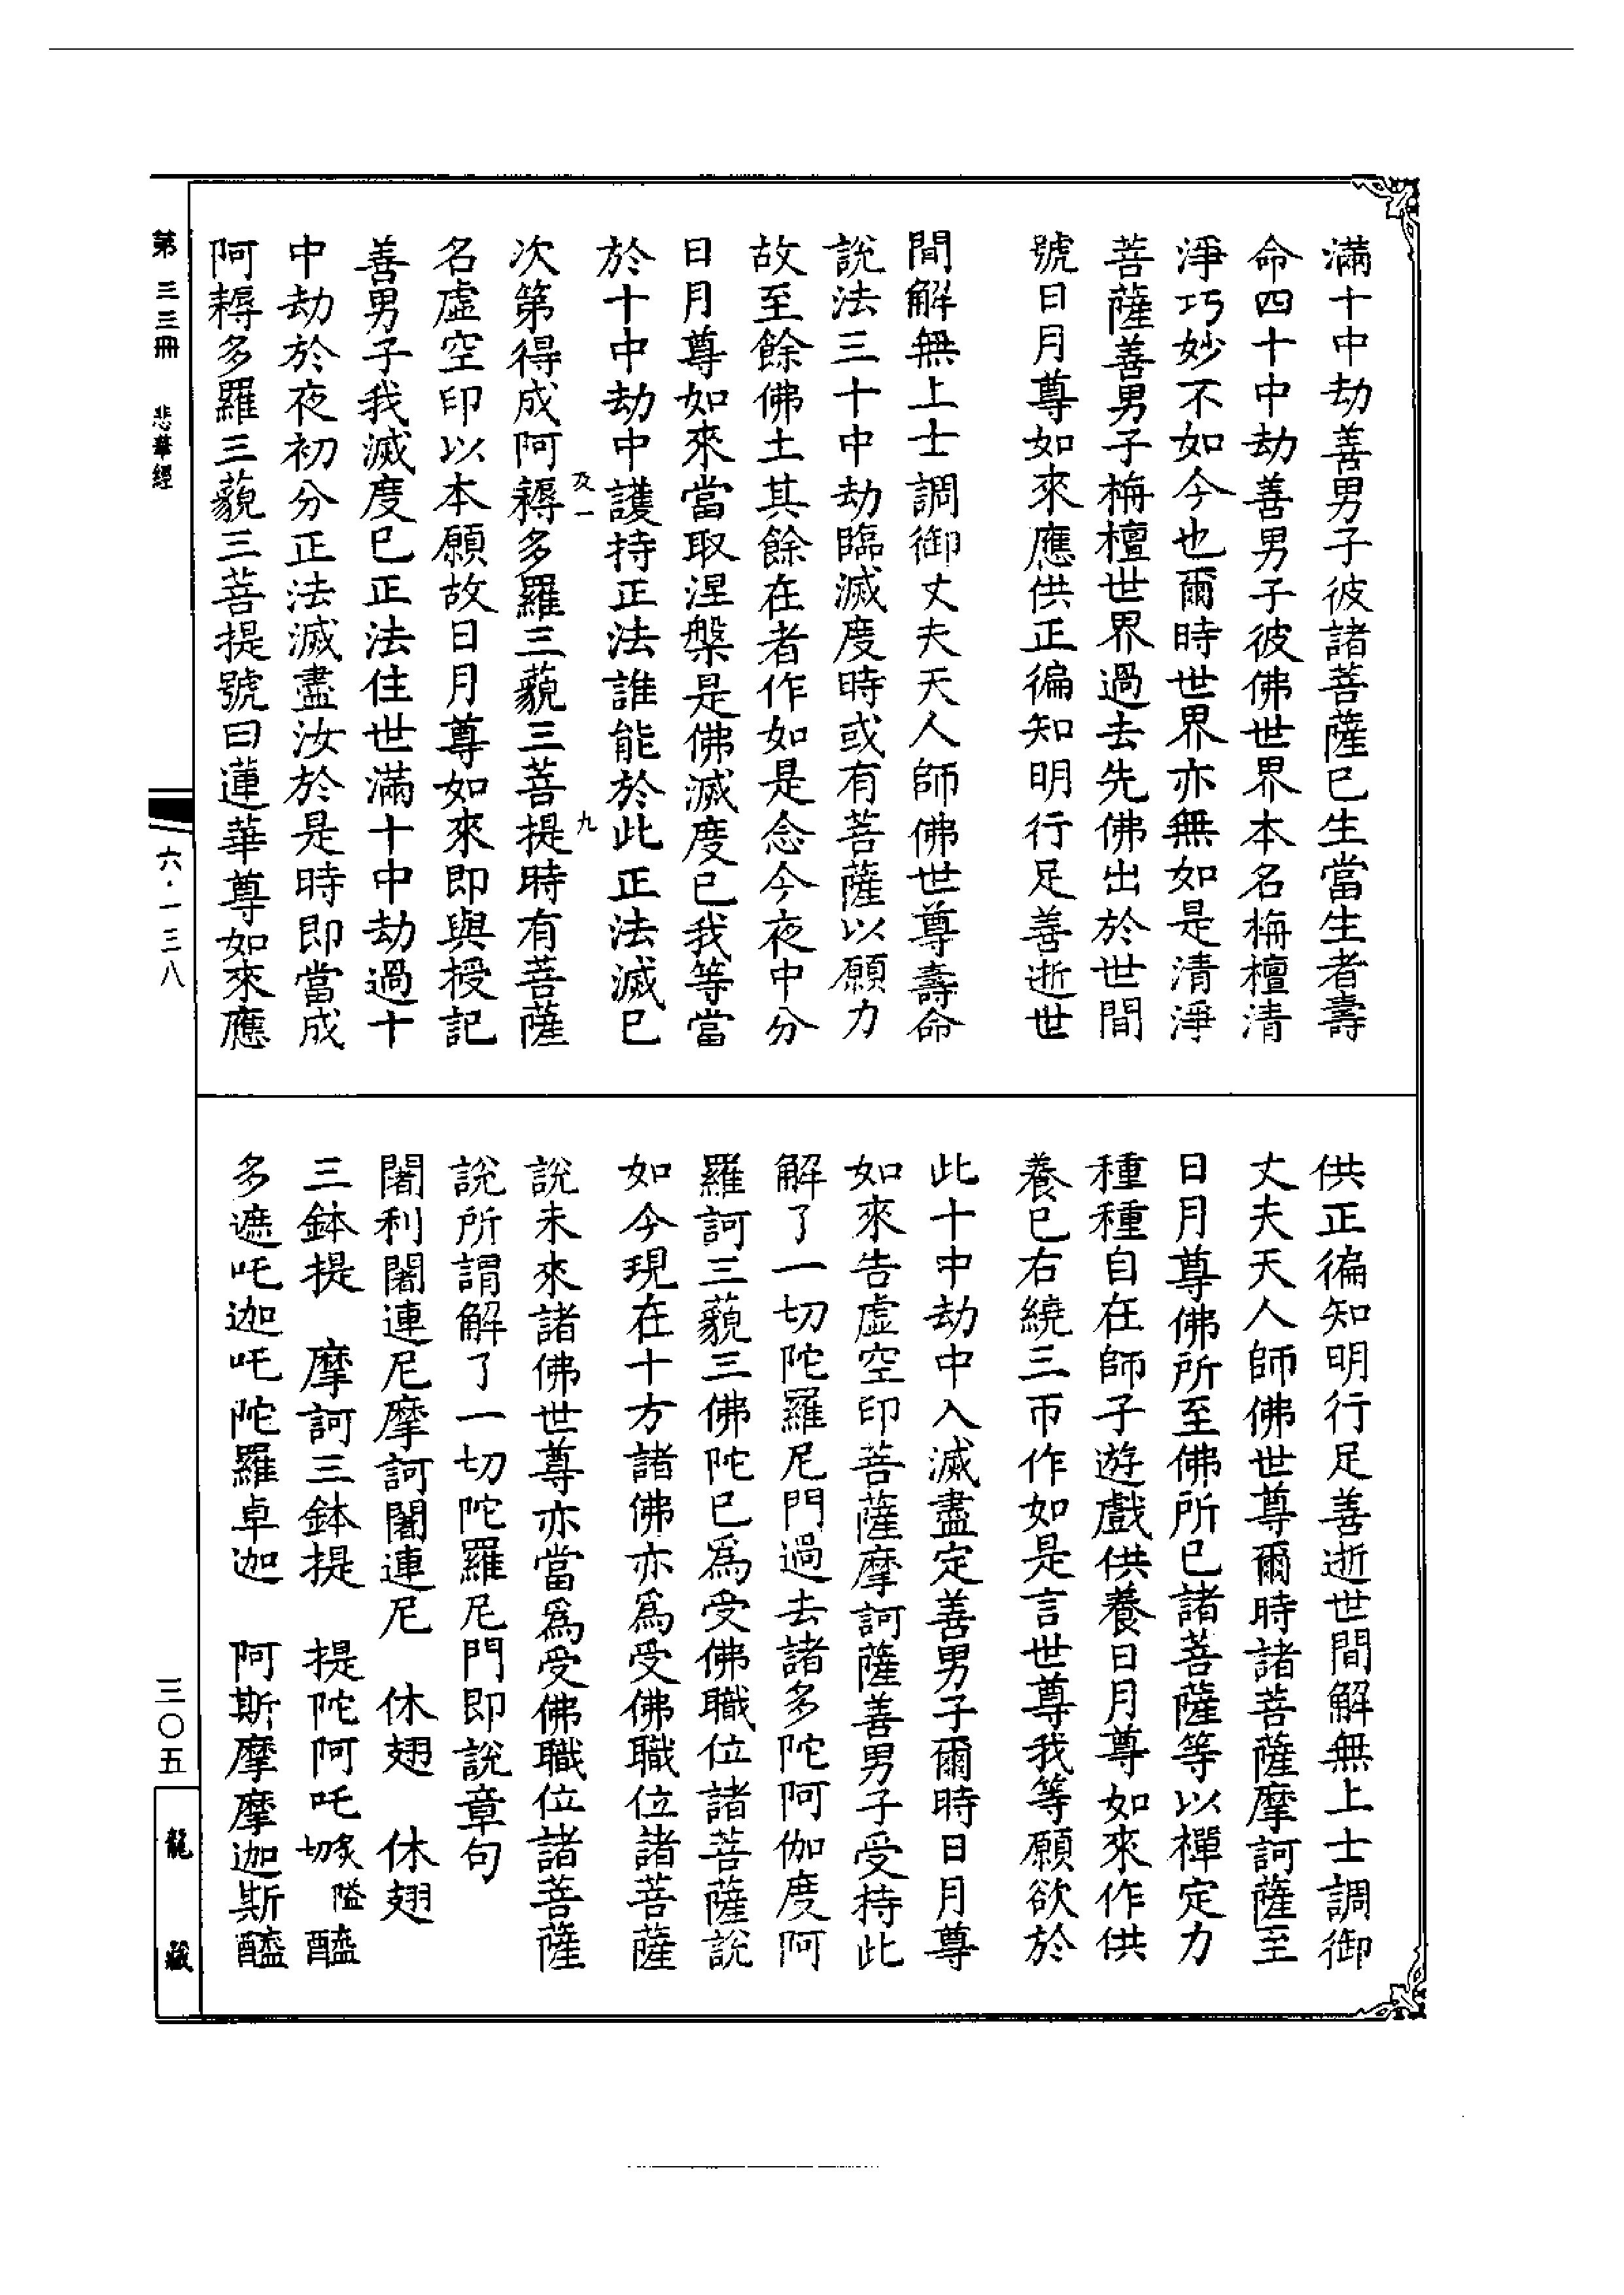 滿十中劫善男子彼諸菩薩已生當生者壽
命四十中劫善男子彼佛世界本名栴檀清
淨巧妙不如今也爾時世界亦無如是清淨
菩薩善男子栴檀世界過去先佛出於世間
號日月尊如來應供正徧知明行足善逝世
間解無上士調御丈夫天人師佛世尊壽命
說法三十中劫臨滅度時或有菩薩以願力
故至餘佛土其餘在者作如是念今夜中分
日月尊如來當取涅槃是佛滅度已我等當
於十中劫中護持正法誰能於此正法滅已
次第得成阿耨多羅三藐三菩提時有菩薩
名虛空印以本願故日月尊如來即與授記
善男子我滅度已正法住世滿十中劫過十
中劫於夜初分正法滅盡汝於是時即當成
阿耨多羅三藐三菩提號曰蓮華尊如來應
供正徧知明行足善逝世間解無上士調御
丈夫天人師佛世尊爾時諸菩薩摩訶薩至
日月尊佛所至佛所已諸菩薩等以禪定力
種種自在師子遊戲供養日月尊如來作供
養已右繞三帀作如是言世尊我等願欲於
此十中劫中入滅盡定善男子爾時日月尊
如來告虛空印菩薩摩訶薩善男子受持此
解了一切陀羅尼門過去諸多陀阿伽度阿
羅訶三藐三佛陀已爲受佛職位諸菩薩說
如今現在十方諸佛亦爲受佛職位諸菩薩
說未來諸佛世尊亦當爲受佛職位諸菩薩
說所謂解了一切陀羅尼門即說章句
闍利闍連尼摩訶闍連尼 休翅 休翅
三鉢提 摩訶三鉢提 提陀阿吒 醯
多遮吒迦吒陀羅卓迦 阿斯摩摩迦斯醯
第三三冊 悲華經
六·一三八
三〇五
龍藏